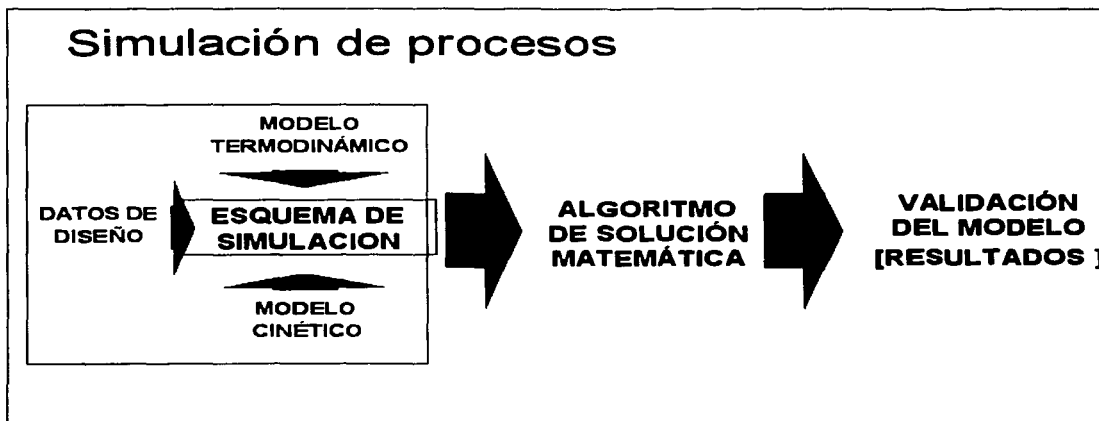 Simulación de procesos
MODELO
TERMODINÁMICO
DATOS DE
DISEÑO
ESQUEMA DE
SIMULACION
MODELO
CINÉTICO
ALGORITMO
DE SOLUCIÓN
MATEMÁTICA
VALIDACIÓN
DEL MODELO
[RESULTADOS ]